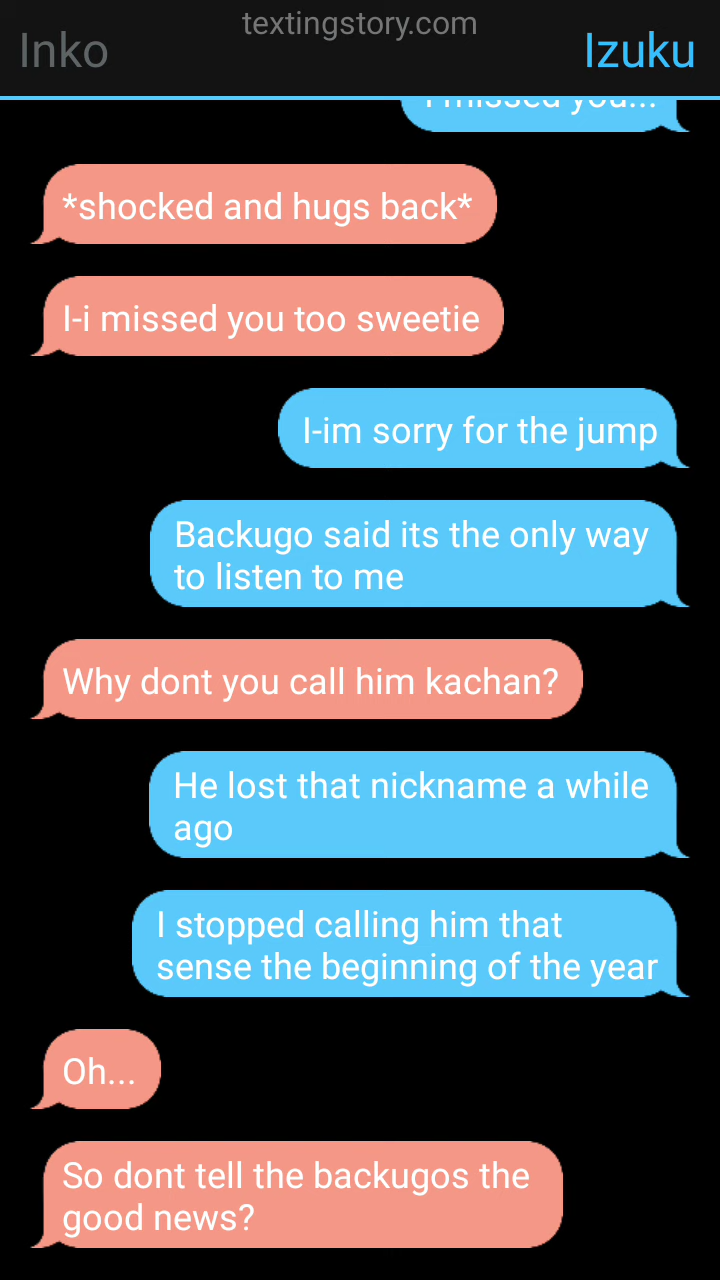 textingstory.com
Inko
Izuku
I missed you...
*shocked and hugs back*
I-i missed you too sweetie
I-im sorry for the jump
Backugo said its the only way
to listen to me
Why dont you call him kachan?
He lost that nickname a while
ago
I stopped calling him that
sense the beginning of the year
Oh...
So dont tell the backugos the
good news?